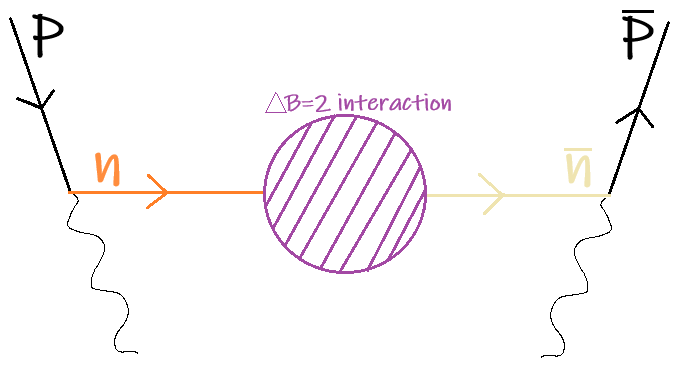 P
P̅
△B=2 interaction
n
n̅